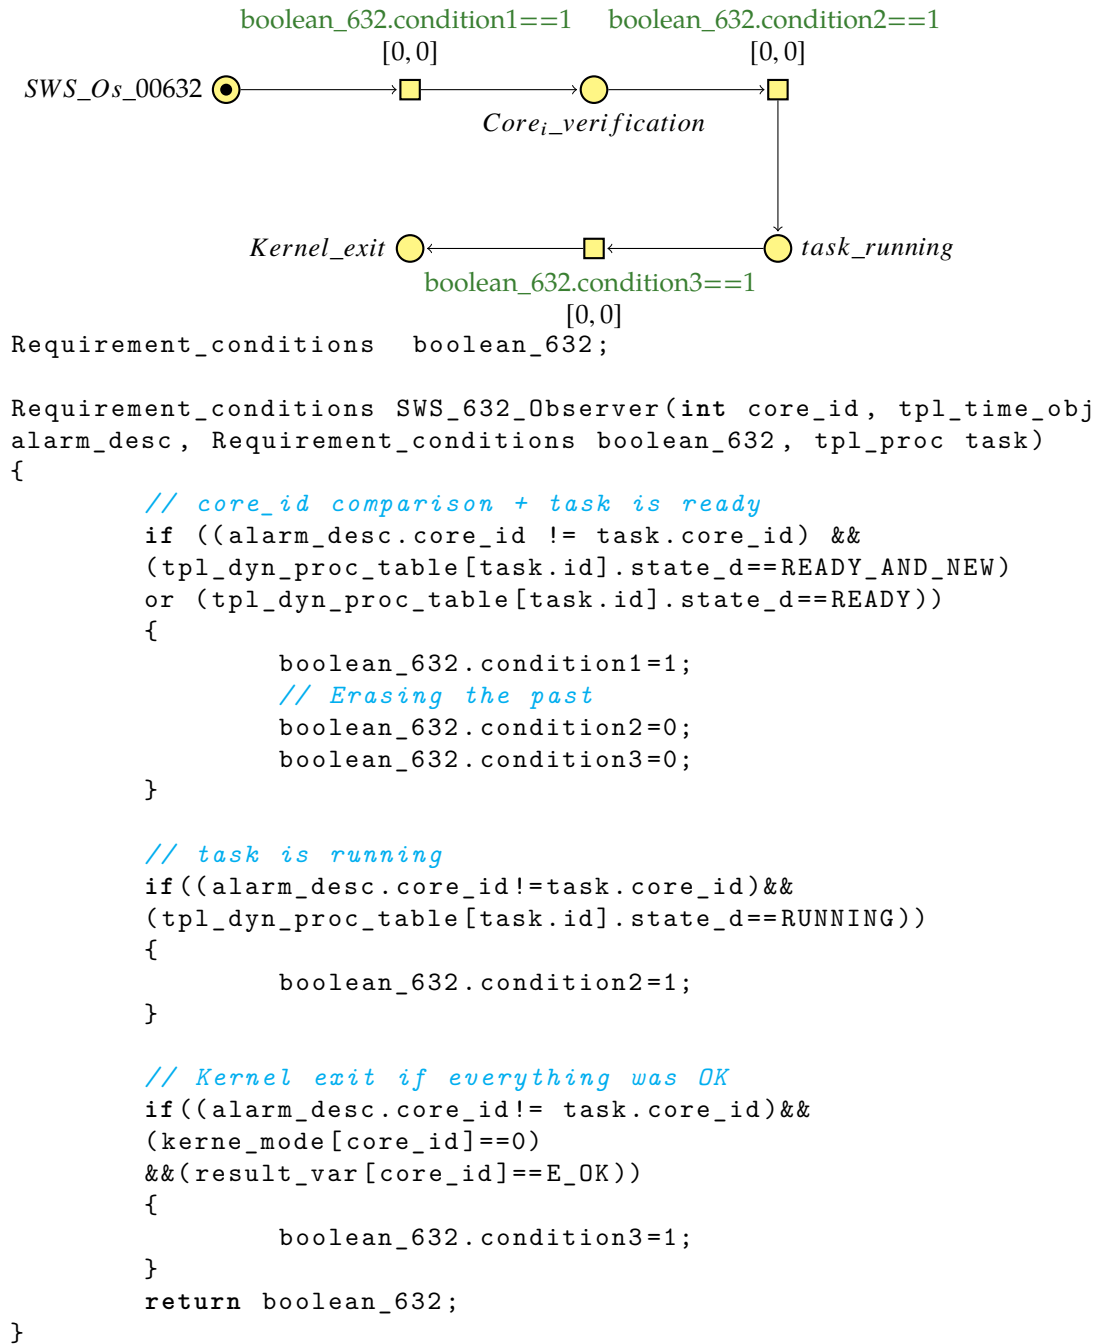 boolean_632.condition1==1 boolean_632.condition2==1
[0, 0] [0, 0]
SWS_Os_00632
Core_i_verification
Kernel_exit task_running
boolean_632.condition3==1
[0, 0]
Requirement_conditions boolean_632;
Requirement_conditions SWS_632_Observer(int core_id, tpl_time_obj
alarm_desc, Requirement_conditions boolean_632, tpl_proc task)
{
// core_id comparison + task is ready
if ((alarm_desc.core_id != task.core_id) &&
(tpl_dyn_proc_table[task.id].state_d==READY_AND_NEW)
or (tpl_dyn_proc_table[task.id].state_d==READY))
{
boolean_632.condition1=1;
// Erasing the past
boolean_632.condition2=0;
boolean_632.condition3=0;
}
// task is running
if((alarm_desc.core_id!=task.core_id)&&
(tpl_dyn_proc_table[task.id].state_d==RUNNING))
{
boolean_632.condition2=1;
}
// Kernel exit if everything was OK
if((alarm_desc.core_id!= task.core_id)&&
(kerne_mode[core_id]==0)
&&(result_var[core_id]==E_OK))
{
boolean_632.condition3=1;
}
return boolean_632;
}